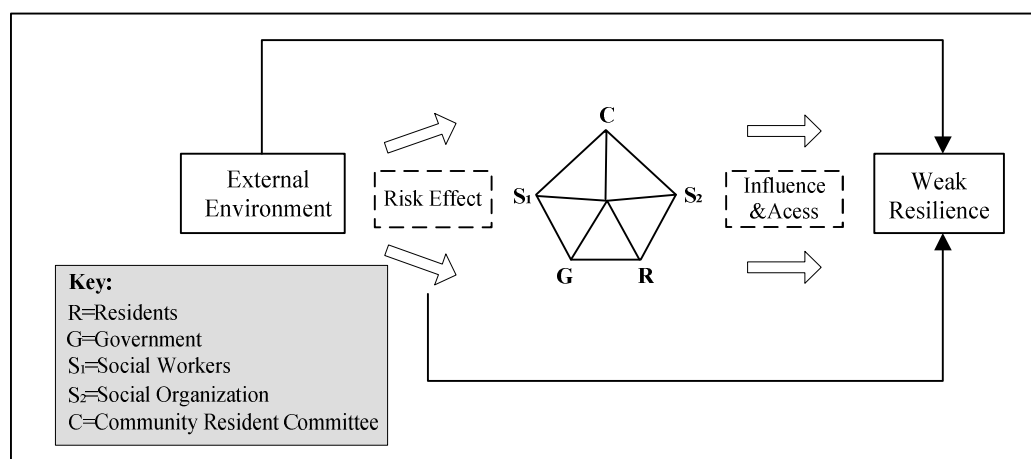 C
External
Environment
Risk Effect
S₁
S₂
Influence
&Acess
Weak
Resilience
G
R
Key:
R=Residents
G=Government
S₁=Social Workers
S₂=Social Organization
C=Community Resident Committee